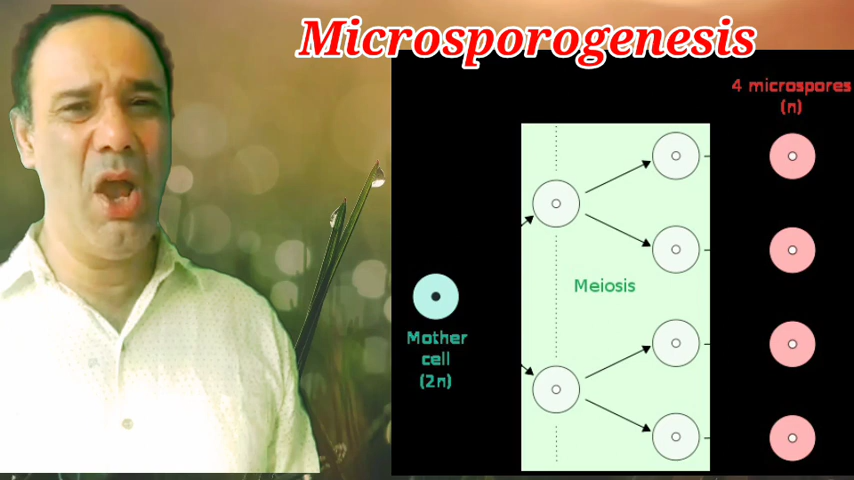 Microsporogenesis
4 microspores
(n)
Meiosis
Mother
cell
(2n)